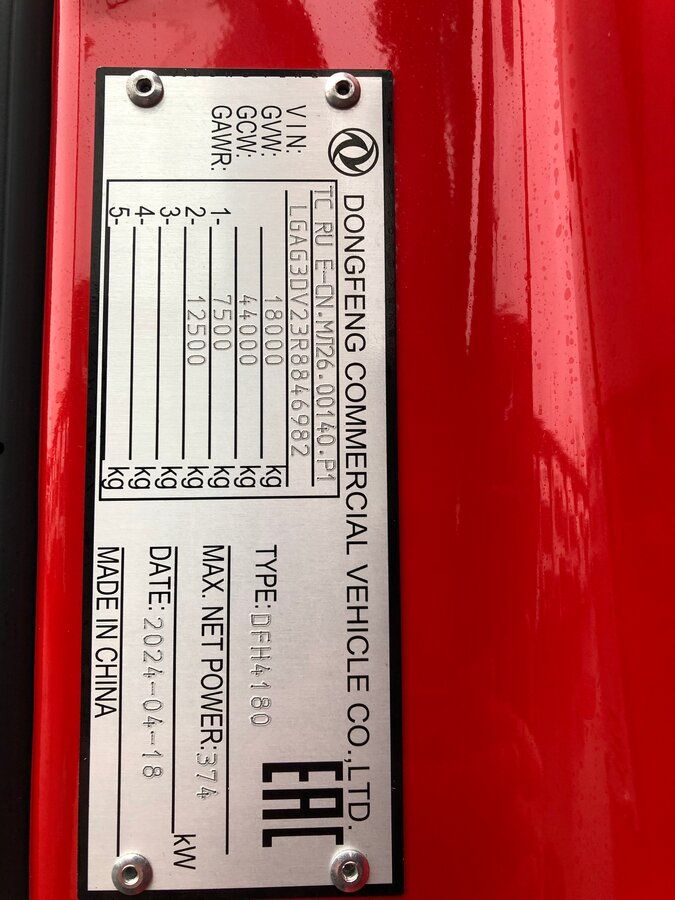 DONGFENG COMMERCIAL VEHICLE CO.,LTD.
TC RU E-CN.МЛ26.00140.P1
VIN: LGAG3DV23R8846982
GVW: 18000 kg
GCW: 44000 kg
GAWR: 1- 7500 kg
2- 12500 kg
3- kg
4- kg
5- kg
TYPE: DFH4180
MAX. NET POWER: 374 kW
DATE: 2024-04-18
MADE IN CHINA
EAC